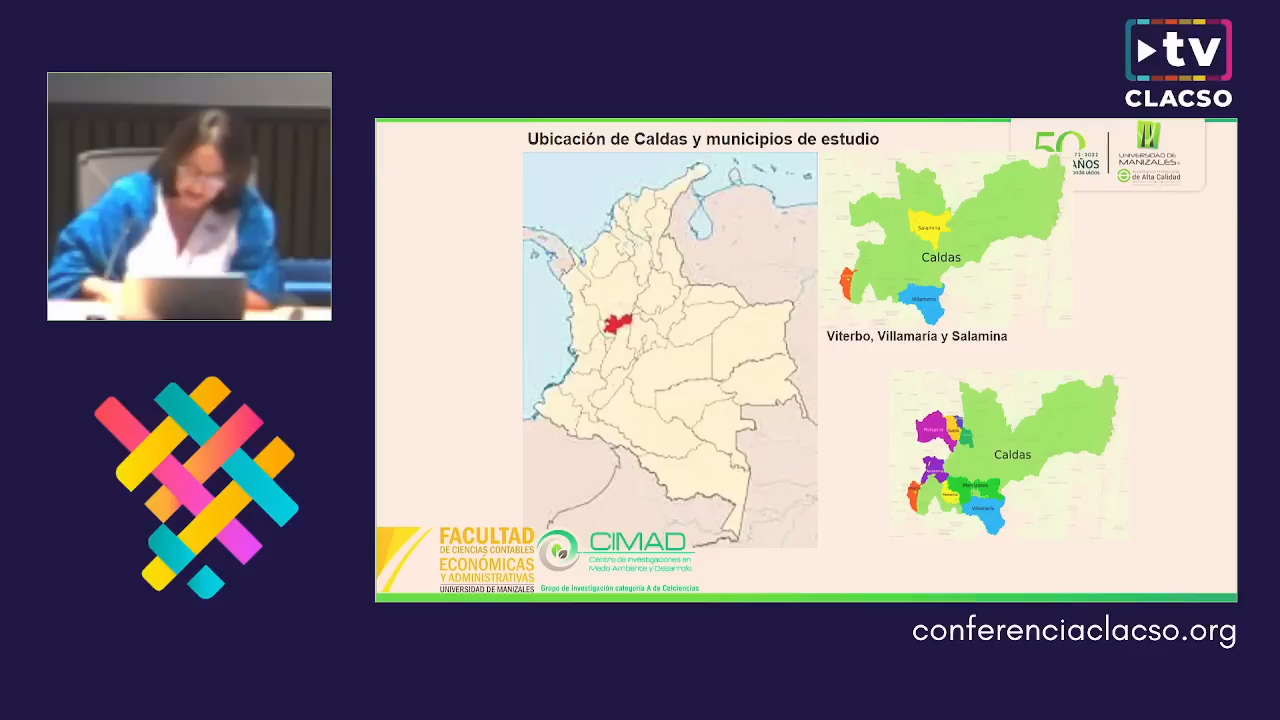 tv
CLACSO
Ubicación de Caldas y municipios de estudio
50
AÑOS
UNIVERSIDAD DE
MANIZALES
de Alta Calidad
Salamina
Caldas
Villamaría
Viterbo, Villamaría y Salamina
Caldas
Manizales
Villamaría
FACULTAD
DE CIENCIAS CONTABLES
ECONÓMICAS
Y ADMINISTRATIVAS
UNIVERSIDAD DE MANIZALES
CIMAD
Centro de Investigaciones en
Medio Ambiente y Desarrollo
Grupo de Investigación categoría A de Colciencias
conferenciaclacso.org